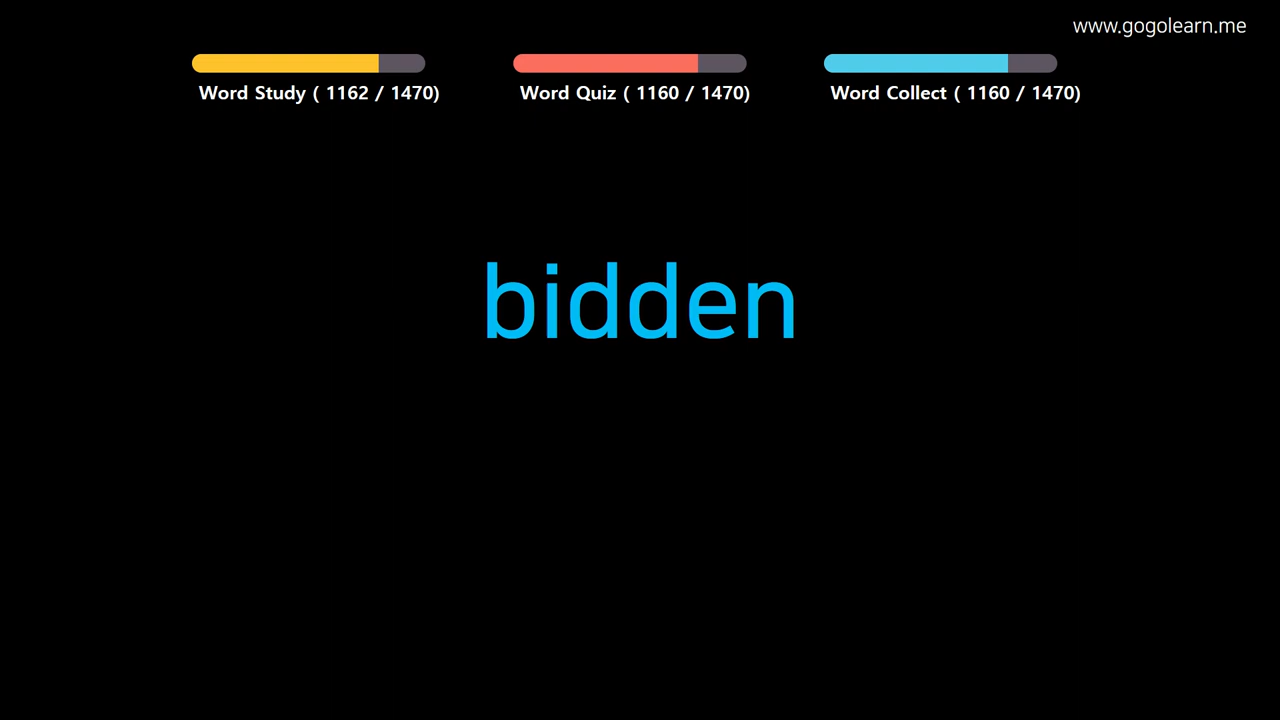 www.gogolearn.me
Word Study ( 1162 / 1470)
Word Quiz ( 1160 / 1470)
Word Collect ( 1160 / 1470)
bidden